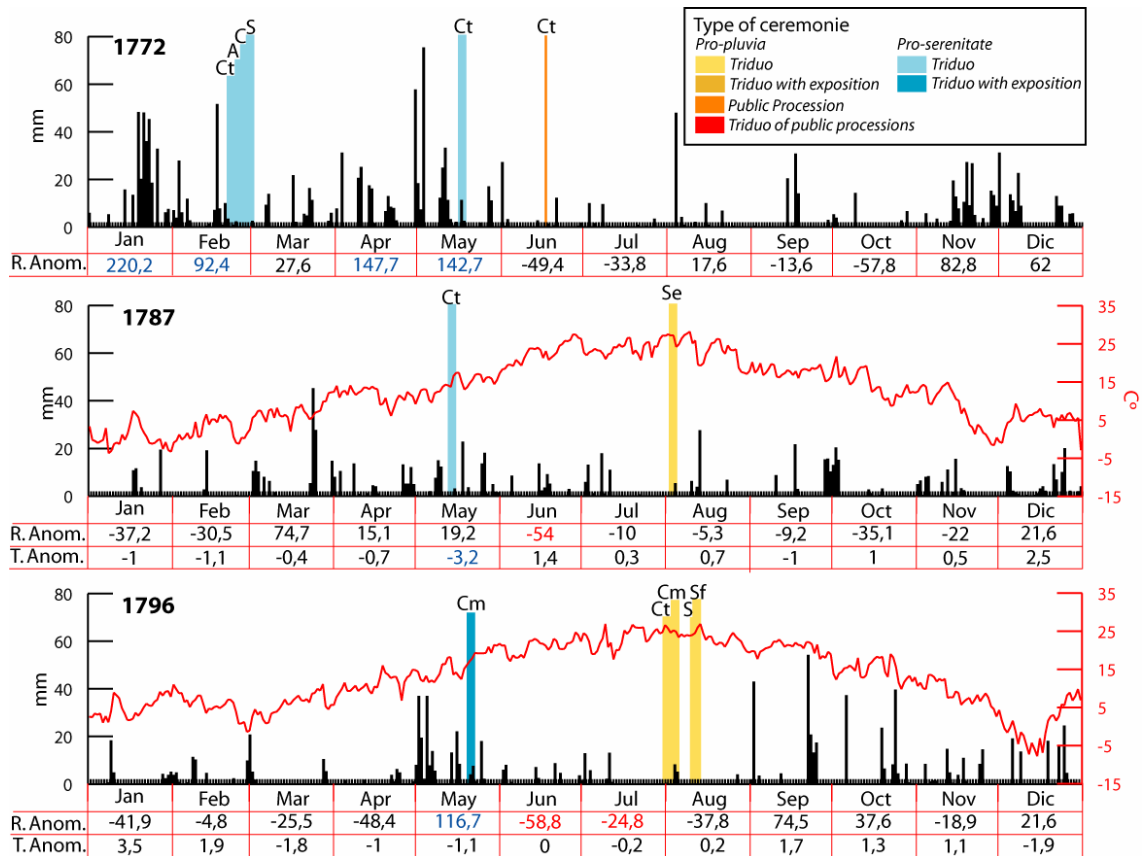 Type of ceremonie
Pro-pluvia Pro-serenitate
Triduo Triduo
Triduo with exposition Triduo with exposition
Public Procession
Triduo of public processions
1772
Ct A C S Ct Ct
80
60
40
20
0
mm
Jan Feb Mar Apr May Jun Jul Aug Sep Oct Nov Dic
R. Anom. 220,2 92,4 27,6 147,7 142,7 -49,4 -33,8 17,6 -13,6 -57,8 82,8 62
1787
Ct Se
80 35
60 25
40 15
20 5
0 -5
-15
mm C°
Jan Feb Mar Apr May Jun Jul Aug Sep Oct Nov Dic
R. Anom. -37,2 -30,5 74,7 15,1 19,2 -54 -10 -5,3 -9,2 -35,1 -22 21,6
T. Anom. -1 -1,1 -0,4 -0,7 -3,2 1,4 0,3 0,7 -1 1 0,5 2,5
1796
Cm Ct Cm S Sf
80 35
60 25
40 15
20 5
0 -5
-15
mm C°
Jan Feb Mar Apr May Jun Jul Aug Sep Oct Nov Dic
R. Anom. -41,9 -4,8 -25,5 -48,4 116,7 -58,8 -24,8 -37,8 74,5 37,6 -18,9 21,6
T. Anom. 3,5 1,9 -1,8 -1 -1,1 0 -0,2 0,2 1,7 1,3 1,1 -1,9